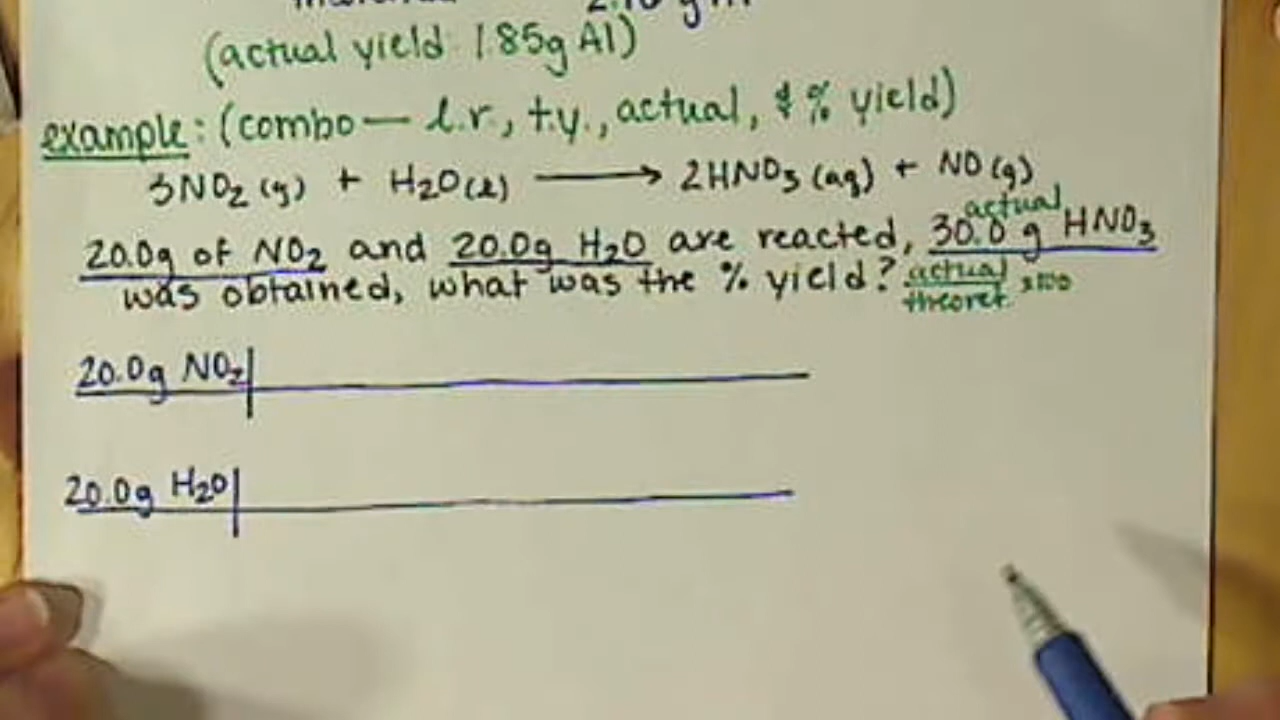 (actual yield 1.85g Al)
example: (combo — l.r., t.y., actual, & % yield)
3NO₂ (g) + H₂O (l) → 2HNO₃ (aq) + NO (g)
actual
20.0g of NO₂ and 20.0g H₂O are reacted, 30.0 g HNO₃
was obtained, what was the % yield? actual
theoret x100
20.0g NO₂
20.0g H₂O